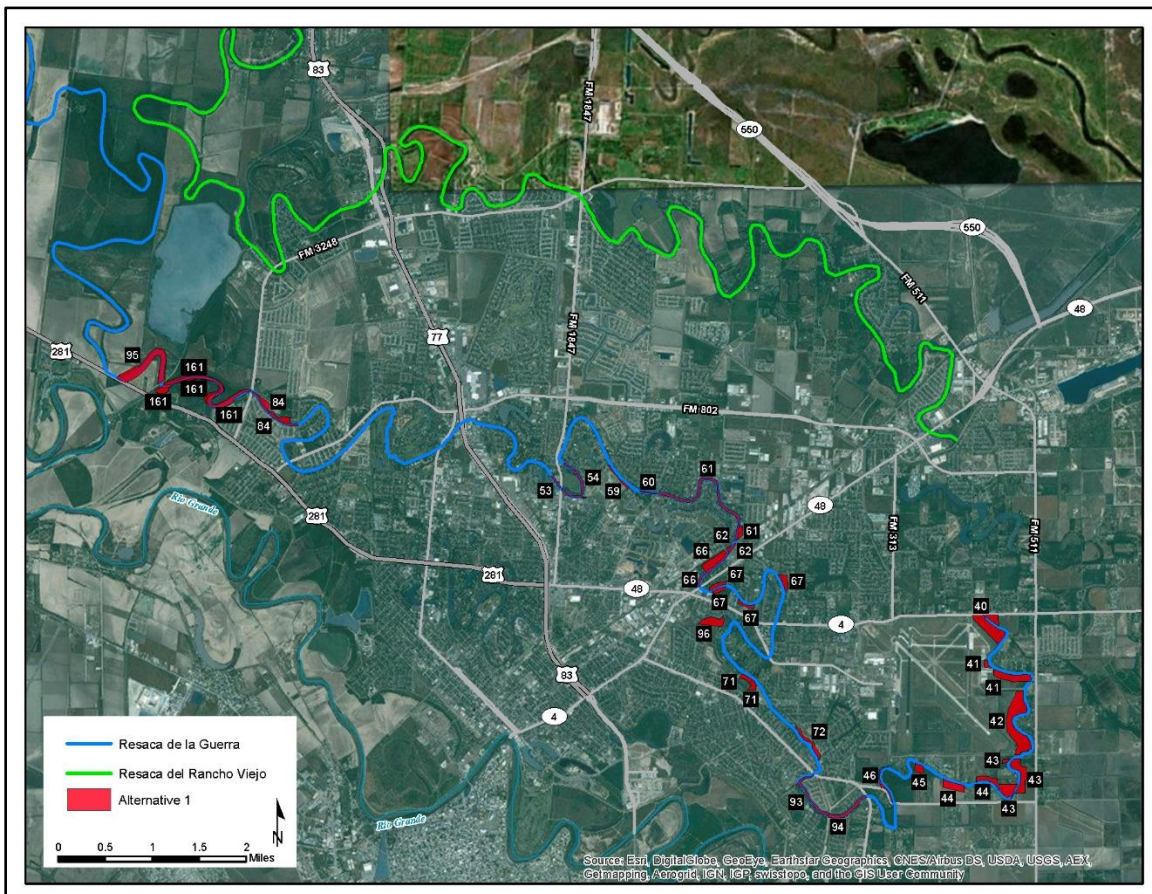 83
FM 1847
550
550
FM 3248
FM 511
48
281
77
FM 1847
95
161
161
161
161
84
84
FM 802
53
54
59
60
61
61
48
62
62
66
66
FM 313
FM 511
Rio Grande
281
281
48
67
67
67
96
4
40
41
41
42
71
71
83
4
72
43
43
43
46
45
44
44
93
94
Rio Grande
Resaca de la Guerra
Resaca del Rancho Viejo
Alternative 1
N
0 0.5 1 2
Miles
Source: Esri, DigitalGlobe, GeoEye, Earthstar Geographics, CNES/Airbus DS, USDA, USGS, AEX,
Getmapping, Aerogrid, IGN, IGP, swisstopo, and the GIS User Community